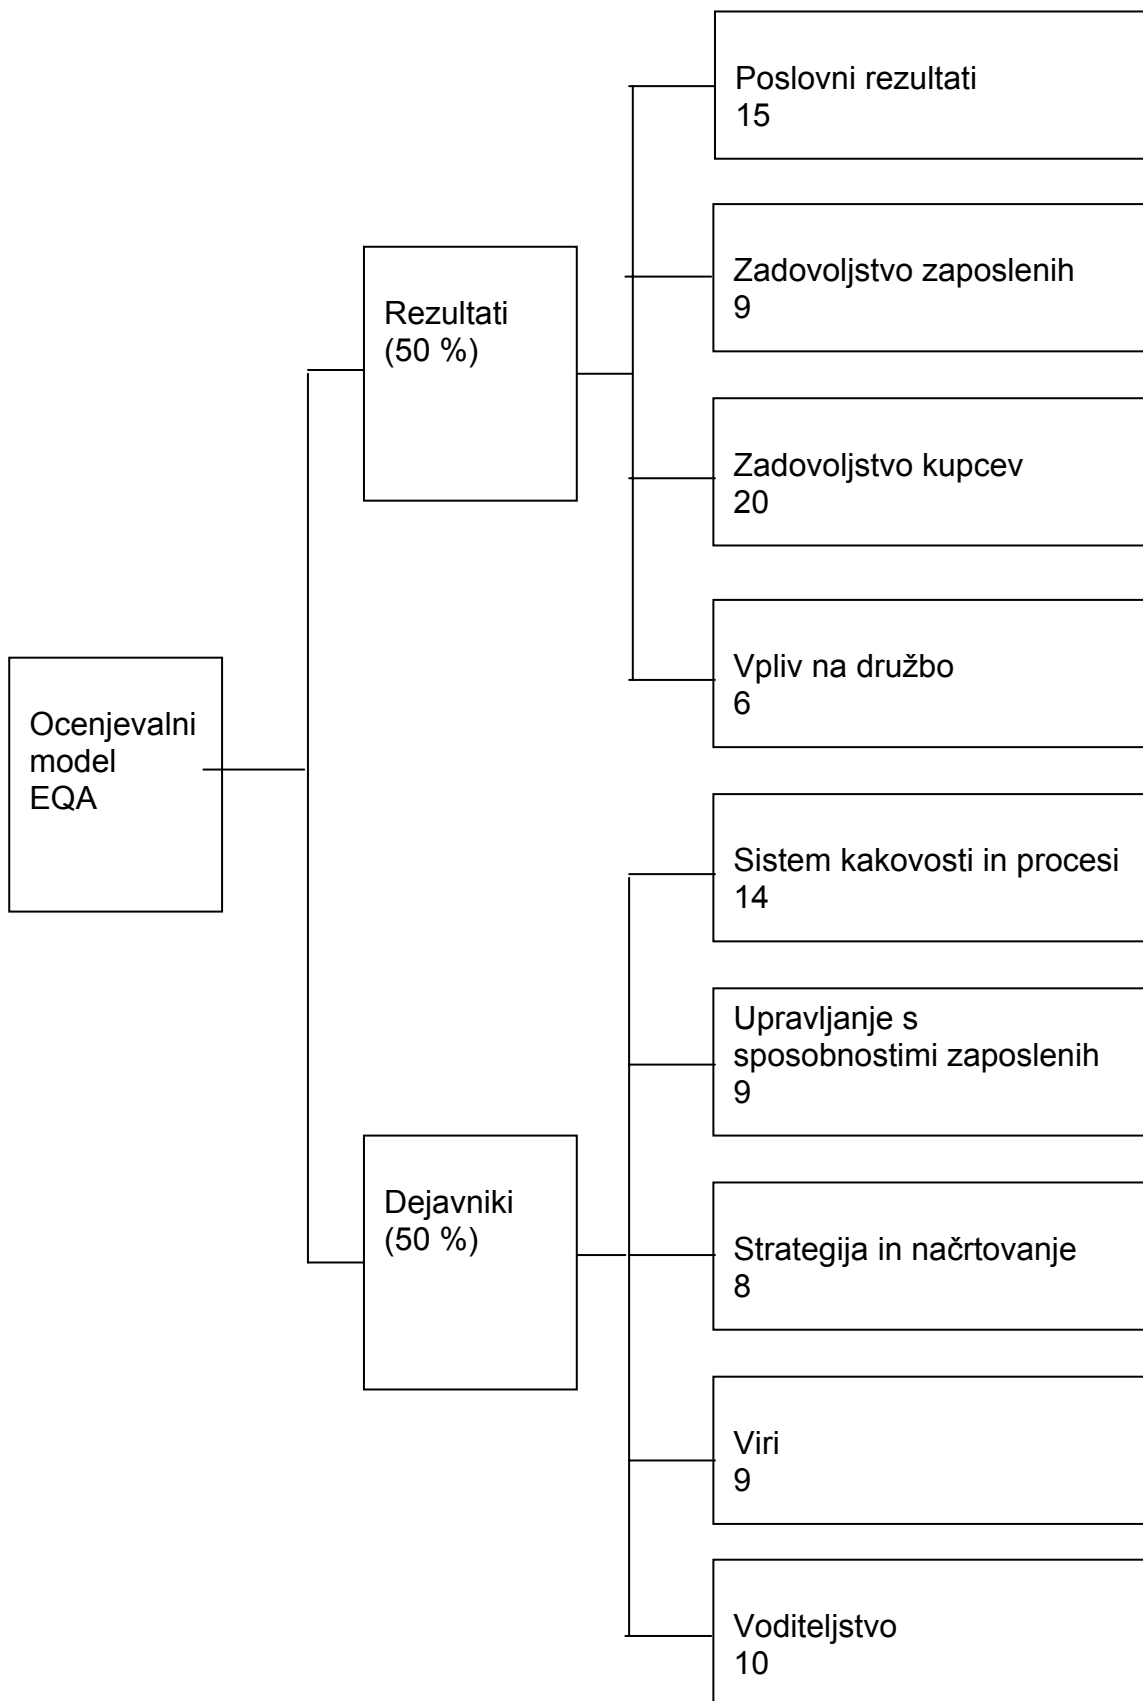 Poslovni rezultati
15
Zadovoljstvo zaposlenih
9
Rezultati
(50 %)
Zadovoljstvo kupcev
20
Vpliv na družbo
6
Ocenjevalni
model
EQA
Sistem kakovosti in procesi
14
Upravljanje s
sposobnostimi zaposlenih
9
Dejavniki
(50 %)
Strategija in načrtovanje
8
Viri
9
Voditeljstvo
10